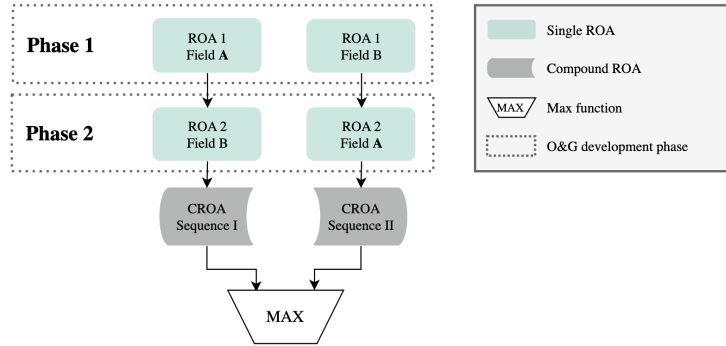 Phase 1
ROA 1
Field A
ROA 1
Field B
Phase 2
ROA 2
Field B
ROA 2
Field A
CROA
Sequence I
CROA
Sequence II
MAX
Single ROA
Compound ROA
MAX
Max function
O&G development phase